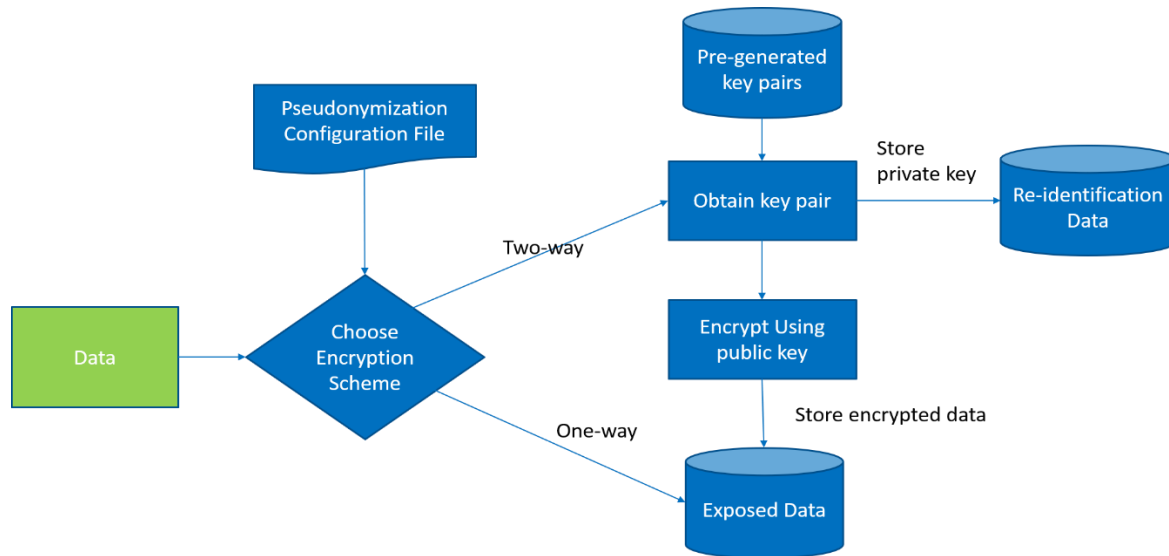 Pre-generated
key pairs
Pseudonymization
Configuration File
Store
private key
Obtain key pair
Re-identification
Data
Two-way
Data
Choose
Encryption
Scheme
Encrypt Using
public key
Store encrypted data
One-way
Exposed Data